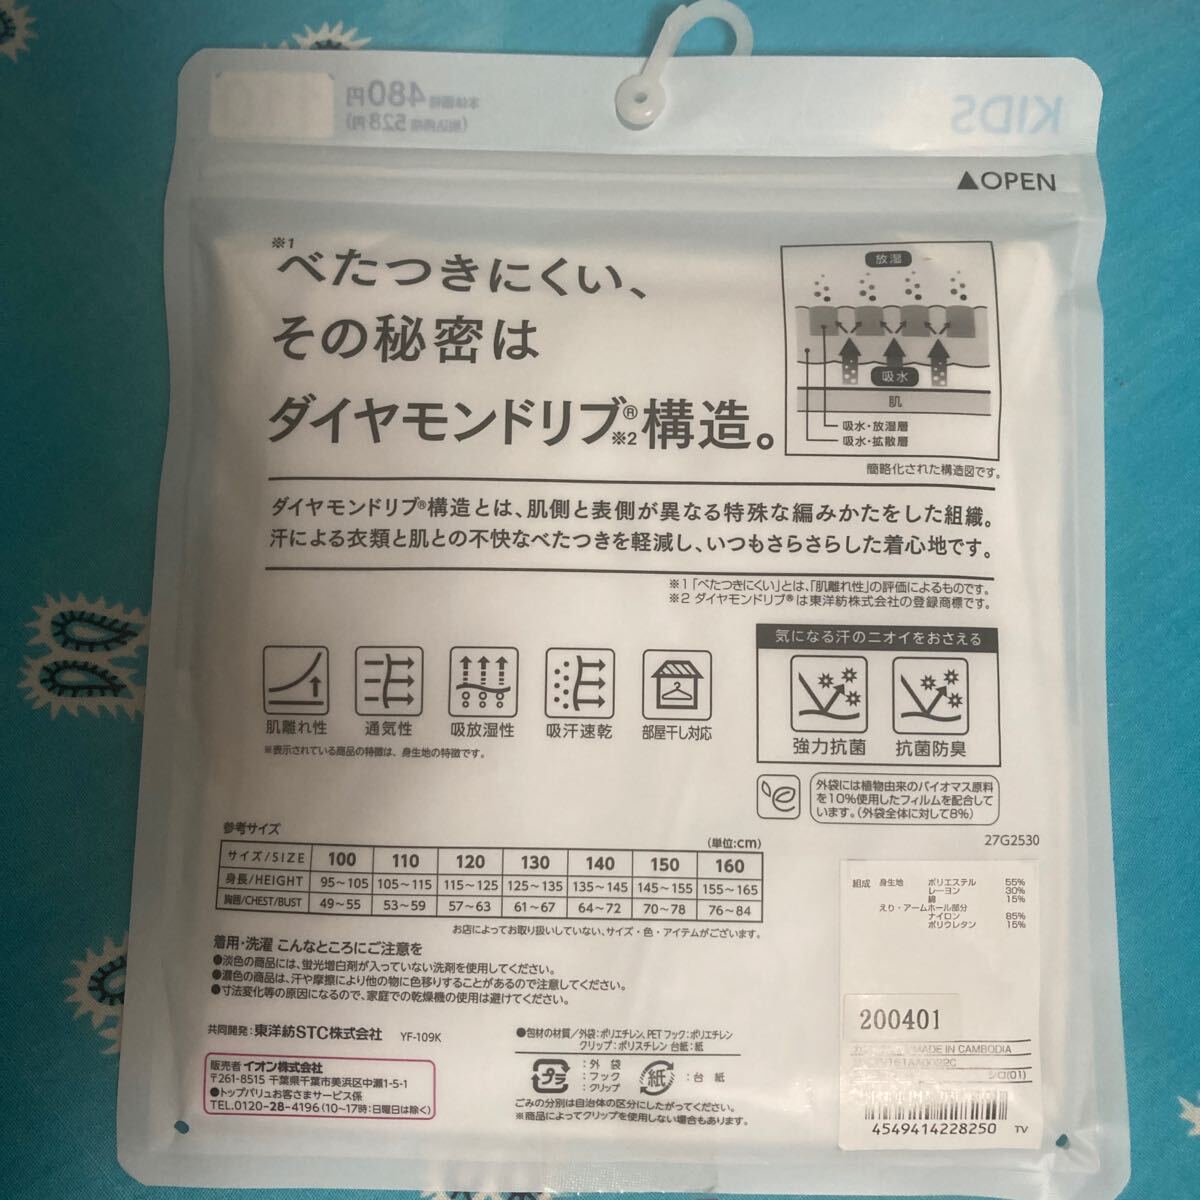 KIDS
本体価格480円
(税込価格528円)
110
▲OPEN
※1
べたつきにくい、
その秘密は
ダイヤモンドリブ®※2構造。
放湿
吸水
肌
吸水・放湿層
吸水・拡散層
簡略化された構造図です。
ダイヤモンドリブ®構造とは、肌側と表側が異なる特殊な編みかたをした組織。
汗による衣類と肌との不快なべたつきを軽減し、いつもさらさらした着心地です。
※1「べたつきにくい」とは、「肌離れ性」の評価によるものです。
※2 ダイヤモンドリブ®は東洋紡株式会社の登録商標です。
肌離れ性
通気性
吸放湿性
吸汗速乾
部屋干し対応
※表示されている商品の特徴は、身生地の特徴です。
気になる汗のニオイをおさえる
強力抗菌
抗菌防臭
外袋には植物由来のバイオマス原料
を10%使用したフィルムを配合して
います。(外袋全体に対して8%)
27G2530
参考サイズ
(単位:cm)
サイズ/SIZE 100 110 120 130 140 150 160
身長/HEIGHT 95~105 105~115 115~125 125~135 135~145 145~155 155~165
胸囲/CHEST/BUST 49~55 53~59 57~63 61~67 64~72 70~78 76~84
お店によってお取り扱いしていない、サイズ・色・アイテムがございます。
着用・洗濯 こんなところにご注意を
●淡色の商品には、蛍光増白剤が入っていない洗剤を使用してください。
●濃色の商品は、汗や摩擦により他の物に色移りすることがあるので注意してください。
●寸法変化等の原因になるので、家庭での乾燥機の使用は避けてください。
共同開発:東洋紡STC株式会社 YF-109K
販売者 イオン株式会社
〒261-8515 千葉県千葉市美浜区中瀬1-5-1
●トップバリュお客さまサービス係
TEL.0120-28-4196(10~17時:日曜日は除く)
●包材の材質/外袋:ポリエチレン,PET フック:ポリエチレン
クリップ:ポリスチレン 台紙:紙
プラ
:外袋
:フック
:クリップ
紙
:台紙
ごみの分別は自治体の区分にしたがってください。
※商品によってクリップを使用しない場合もあります。
組成 身生地 ポリエステル 55%
レーヨン 30%
綿 15%
えり・アームホール部分
ナイロン 85%
ポリウレタン 15%
200401
MADE IN CAMBODIA
シロ(01)
4549414228250 TV